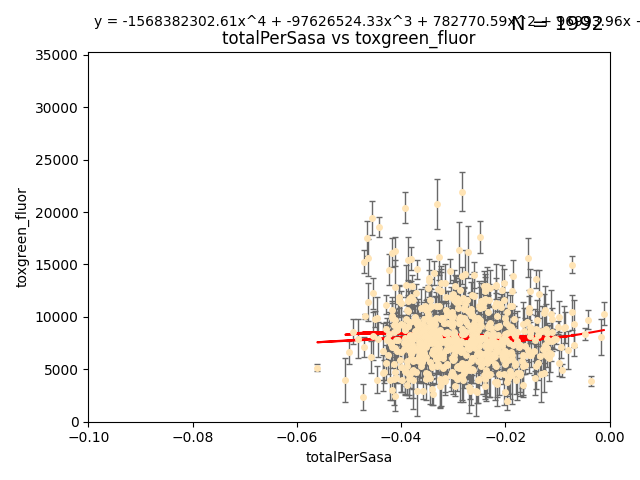 y = -1568382302.61x^4 + -97626524.33x^3 + 782770.59x^2 +
N = 1992
totalPerSasa vs toxgreen_fluor
35000
30000
25000
20000
15000
10000
5000
0
toxgreen_fluor
−0.10 −0.08 −0.06 −0.04 −0.02 0.00
totalPerSasa